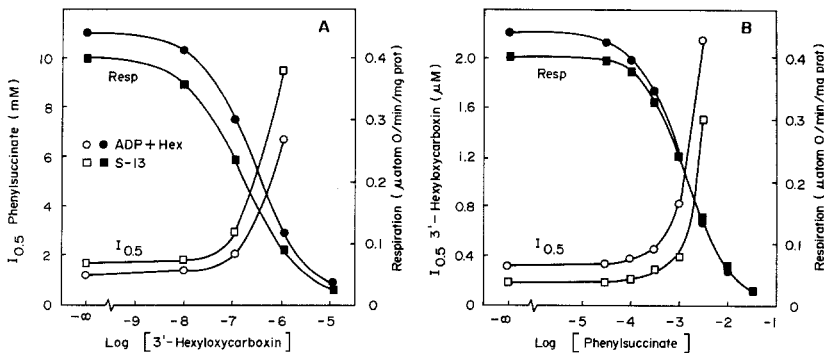 A
I0.5 Phenylsuccinate (mM)
10
8
6
4
2
0
Resp
ADP + Hex
S-13
I0.5
0.4
0.3
0.2
0.1
0
Respiration (μatom O/min/mg prot)
-∞ -9 -8 -7 -6 -5
Log [3'-Hexyloxycarboxin]
B
I0.5 3'-Hexyloxycarboxin (μM)
2.0
1.6
1.2
0.8
0.4
0
Resp
I0.5
0.4
0.3
0.2
0.1
0
Respiration (μatom O/min/mg prot)
-∞ -5 -4 -3 -2 -1
Log [Phenylsuccinate]